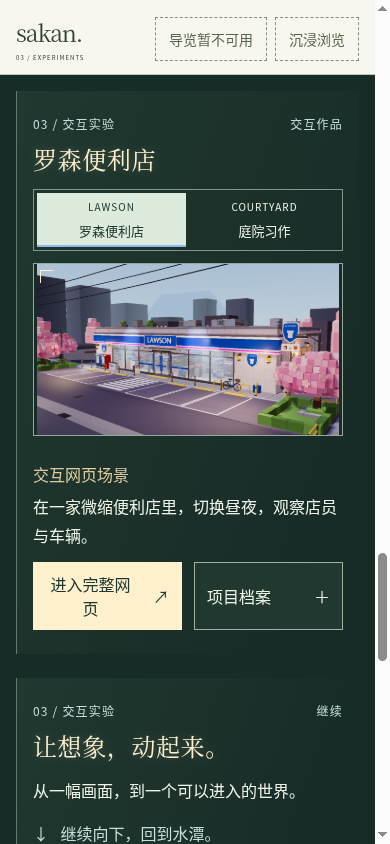 sakan.
03 / EXPERIMENTS
导览暂不可用
沉浸浏览
03 / 交互实验
交互作品
罗森便利店
LAWSON
罗森便利店
COURTYARD
庭院习作
LAWSON
交互网页场景
在一家微缩便利店里，切换昼夜，观察店员
与车辆。
进入完整网
页
↗
项目档案
+
03 / 交互实验
继续
让想象，动起来。
从一幅画面，到一个可以进入的世界。
↓ 继续向下，回到水潭。